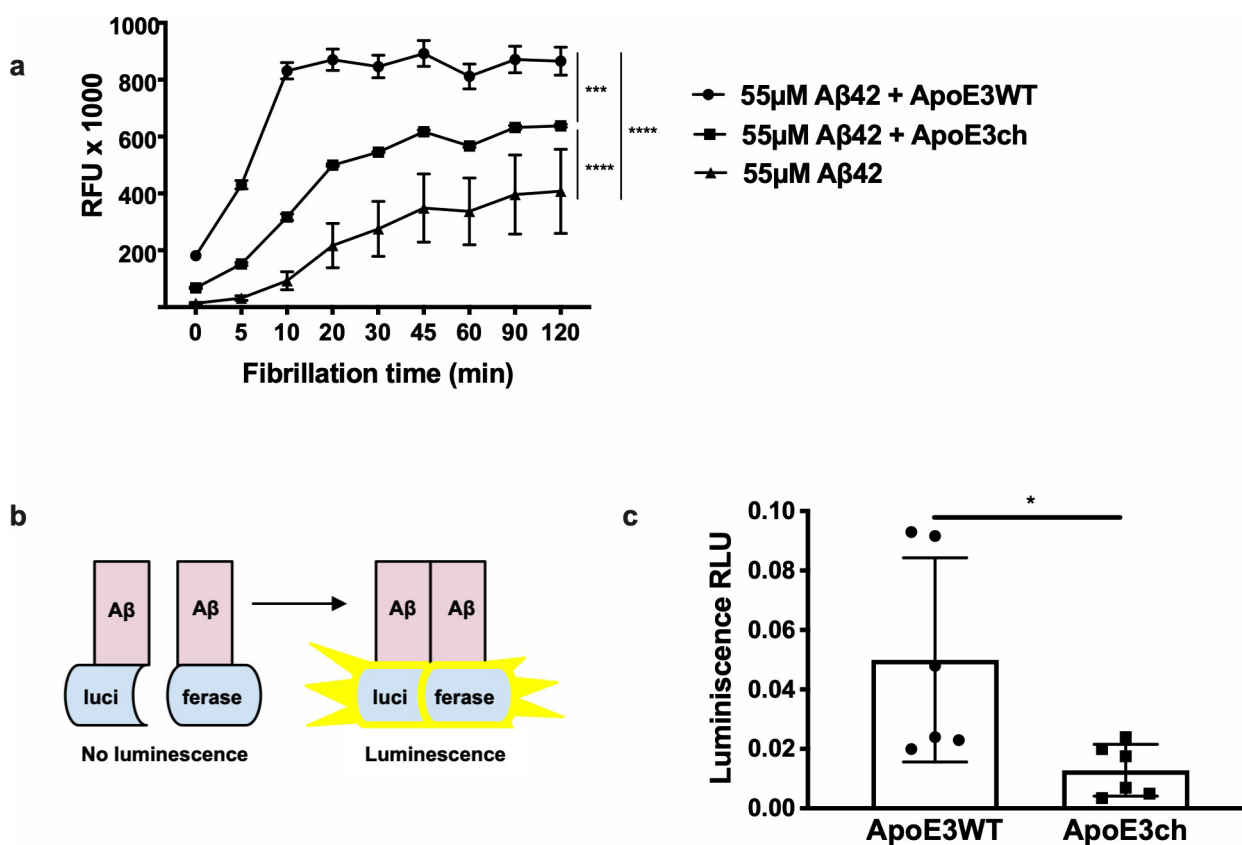 a
1000
800
600
400
200
RFU x 1000
0 5 10 20 30 45 60 90 120
Fibrillation time (min)
***
****
****
55µM Aβ42 + ApoE3WT
55µM Aβ42 + ApoE3ch
55µM Aβ42
b
Aβ Aβ
luci ferase
No luminescence
Aβ Aβ
luci ferase
Luminescence
c
*
0.10
0.08
0.06
0.04
0.02
0.00
Luminiscence RLU
ApoE3WT ApoE3ch